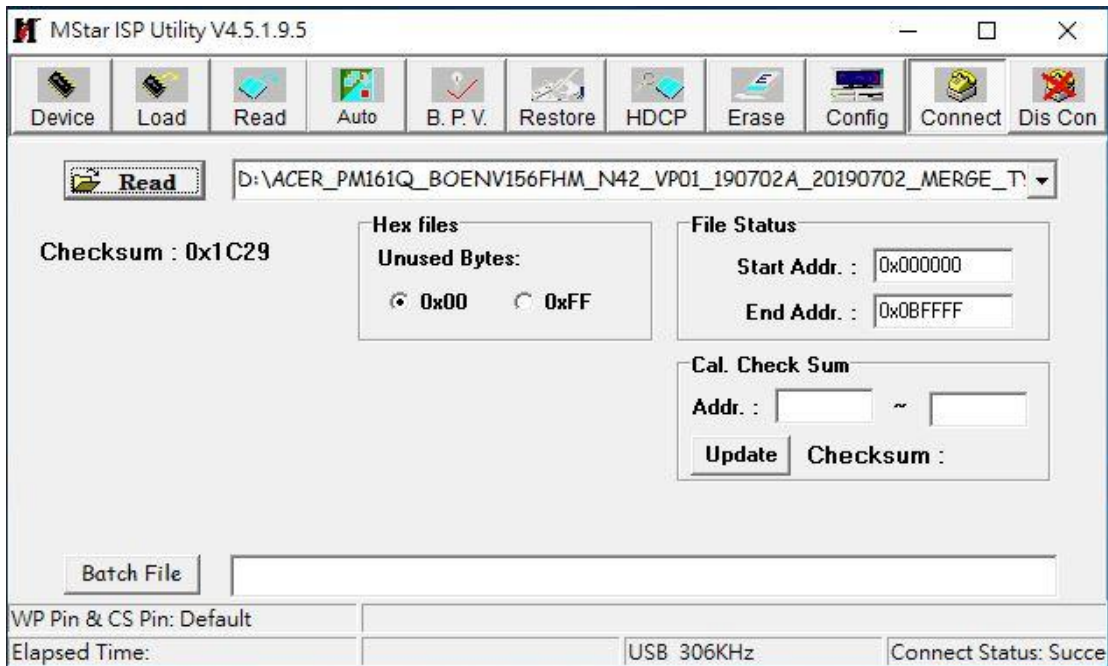 MStar ISP Utility V4.5.1.9.5
Device Load Read Auto B. P. V. Restore HDCP Erase Config Connect Dis Con
Read D:\ACER_PM161Q_BOENV156FHM_N42_VP01_190702A_20190702_MERGE_TY
Checksum : 0x1C29
Hex files
Unused Bytes:
0x00 0xFF
File Status
Start Addr. : 0x000000
End Addr. : 0x0BFFFF
Cal. Check Sum
Addr. : ~
Update Checksum :
Batch File
WP Pin & CS Pin: Default
Elapsed Time: USB 306KHz Connect Status: Succe